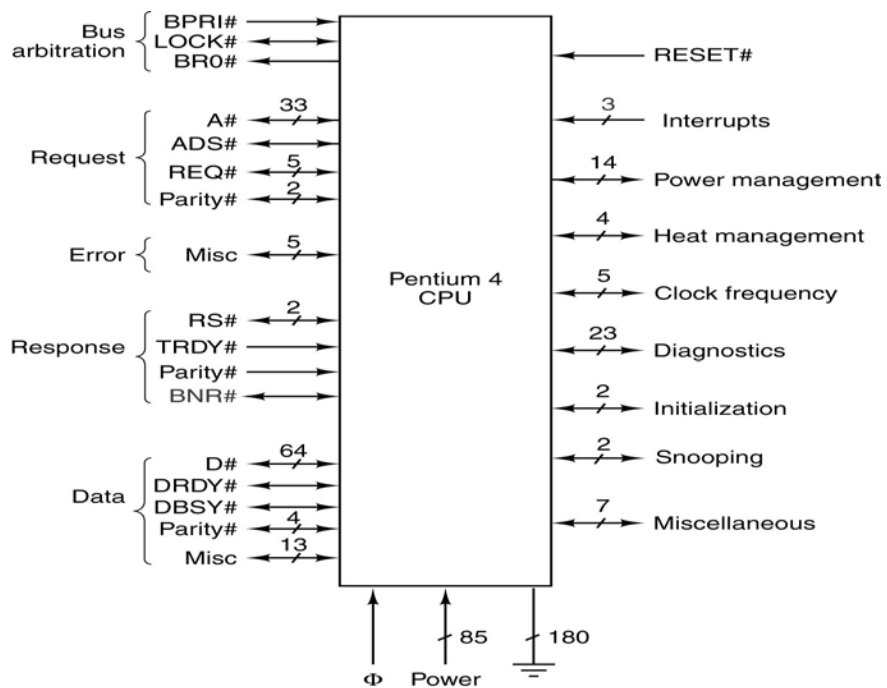 Bus
arbitration
BPRI#
LOCK#
BR0#
Request
A#
33
ADS#
REQ#
5
Parity#
2
Error
Misc
5
Response
RS#
2
TRDY#
Parity#
BNR#
Data
D#
64
DRDY#
DBSY#
Parity#
4
Misc
13
Pentium 4
CPU
RESET#
3
Interrupts
14
Power management
4
Heat management
5
Clock frequency
23
Diagnostics
2
Initialization
2
Snooping
7
Miscellaneous
Φ
85
Power
180